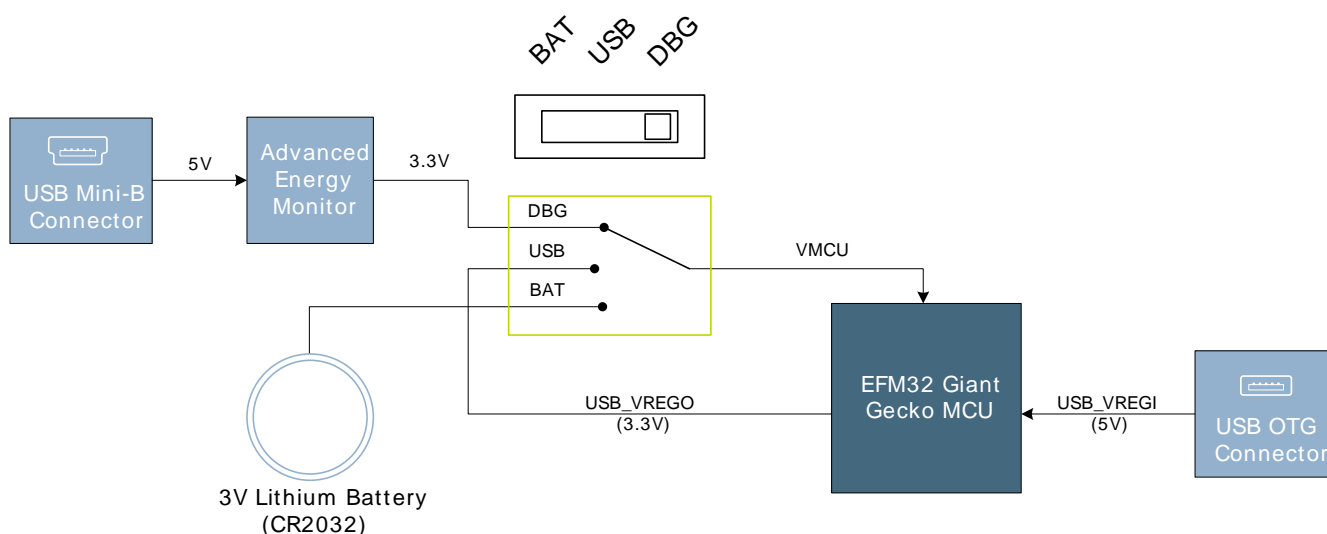 BAT
USB
DBG
USB Mini-B
Connector
5V
Advanced
Energy
Monitor
3.3V
DBG
USB
BAT
VMCU
EFM32 Giant
Gecko MCU
USB_VREGO
(3.3V)
USB_VREGI
(5V)
USB OTG
Connector
3V Lithium Battery
(CR2032)